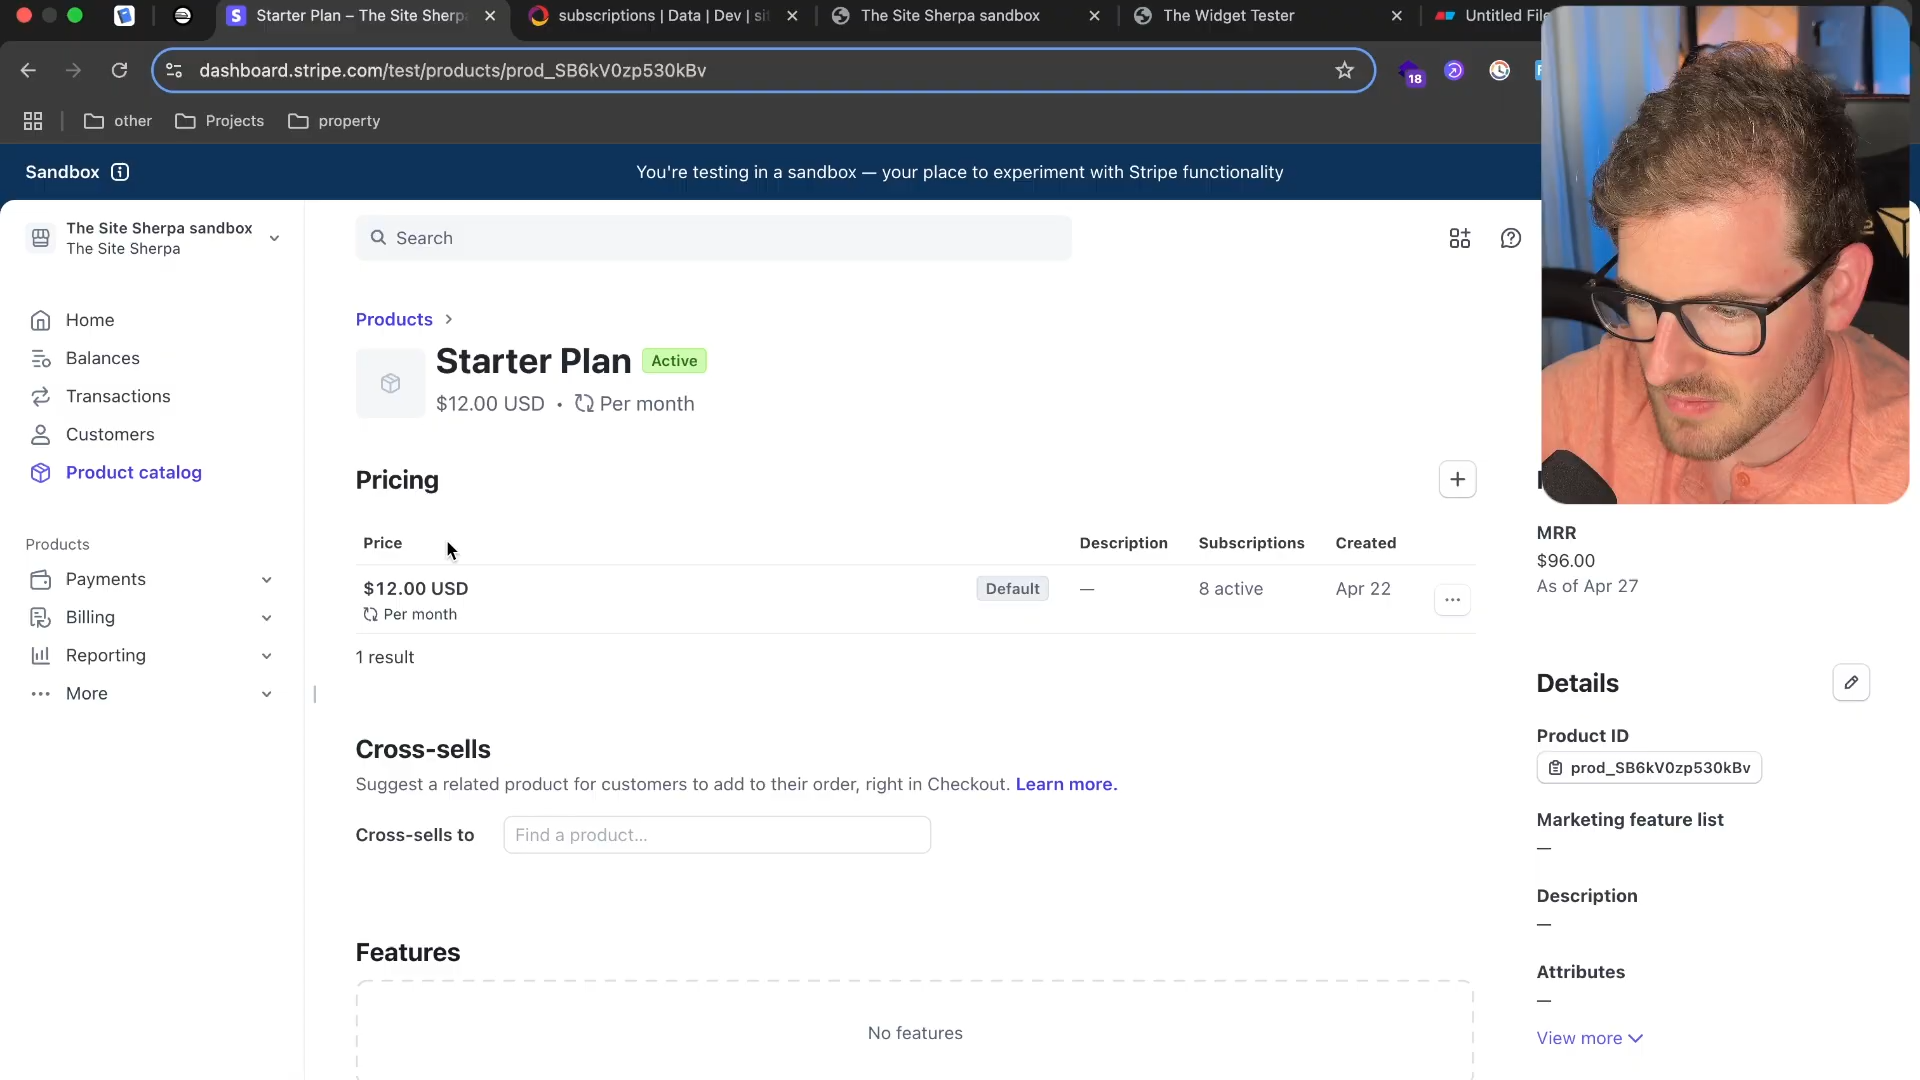 Starter Plan – The Site Sherpa
subscriptions | Data | Dev | sit
The Site Sherpa sandbox
The Widget Tester
Untitled File
dashboard.stripe.com/test/products/prod_SB6kV0zp530kBv
18
other
Projects
property
Sandbox
You're testing in a sandbox — your place to experiment with Stripe functionality
The Site Sherpa sandbox
The Site Sherpa
Search
Home
Balances
Transactions
Customers
Product catalog
Products
Payments
Billing
Reporting
More
Products
Starter Plan
Active
$12.00 USD • Per month
Pricing
Price
Description
Subscriptions
Created
$12.00 USD
Default
—
8 active
Apr 22
Per month
1 result
Cross-sells
Suggest a related product for customers to add to their order, right in Checkout. Learn more.
Cross-sells to
Find a product...
Features
No features
MRR
$96.00
As of Apr 27
Details
Product ID
prod_SB6kV0zp530kBv
Marketing feature list
—
Description
—
Attributes
—
View more